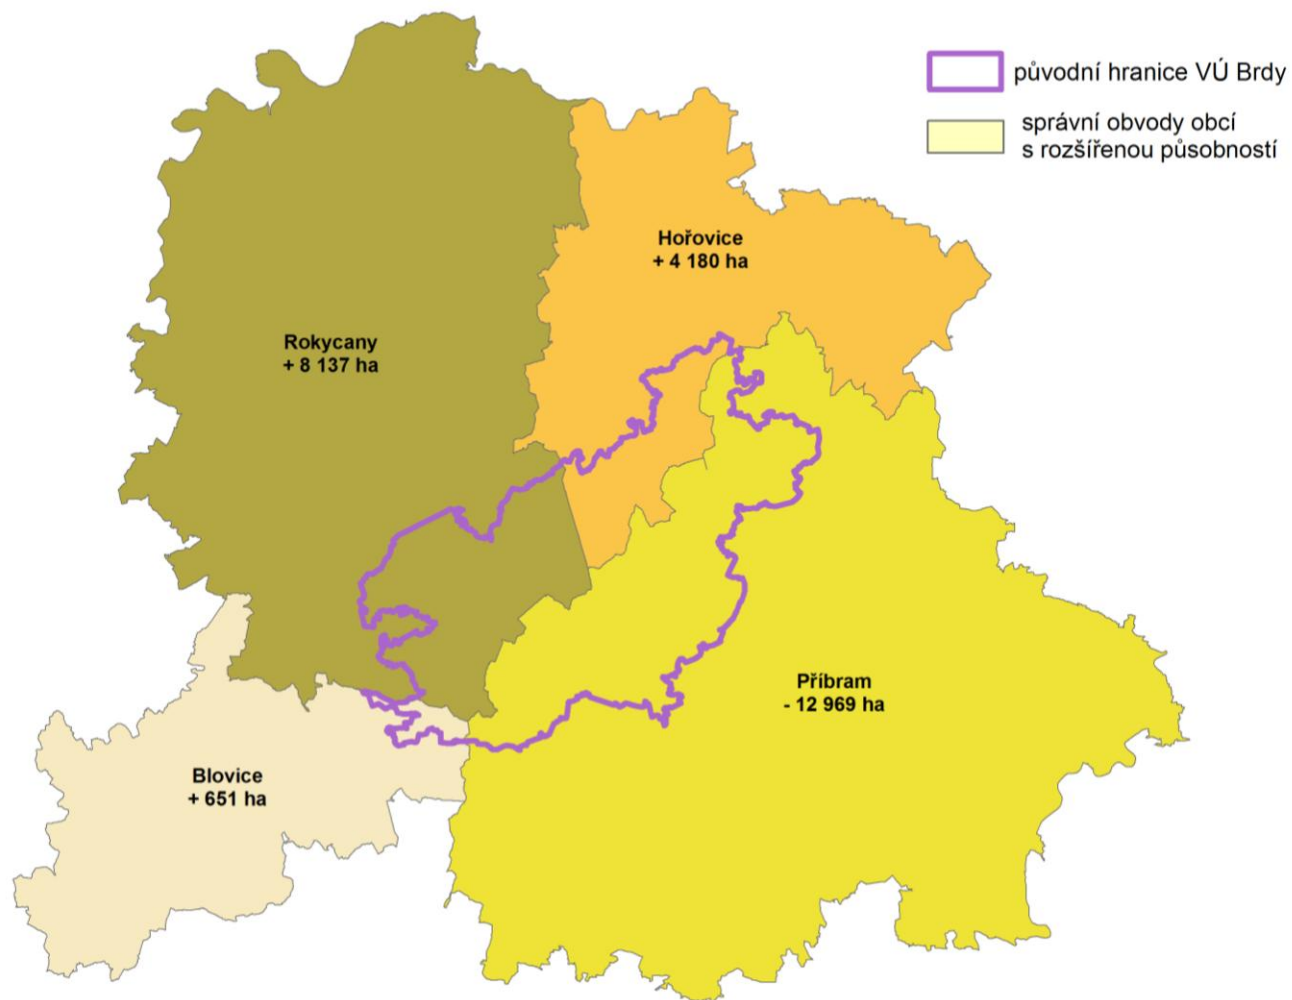 původní hranice VÚ Brdy
správní obvody obcí
s rozšířenou působností
Hořovice
+ 4 180 ha
Rokycany
+ 8 137 ha
Příbram
- 12 969 ha
Blovice
+ 651 ha